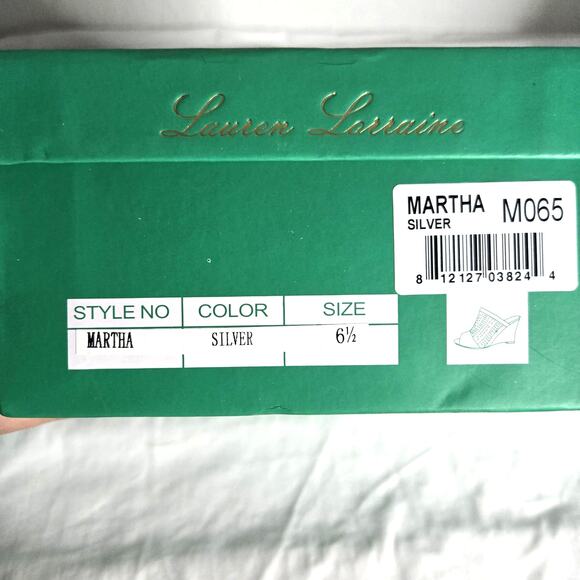 Lauren Lorraine
MARTHA M065
SILVER
8 12127 03824 4
STYLE NO COLOR SIZE
MARTHA SILVER 6½